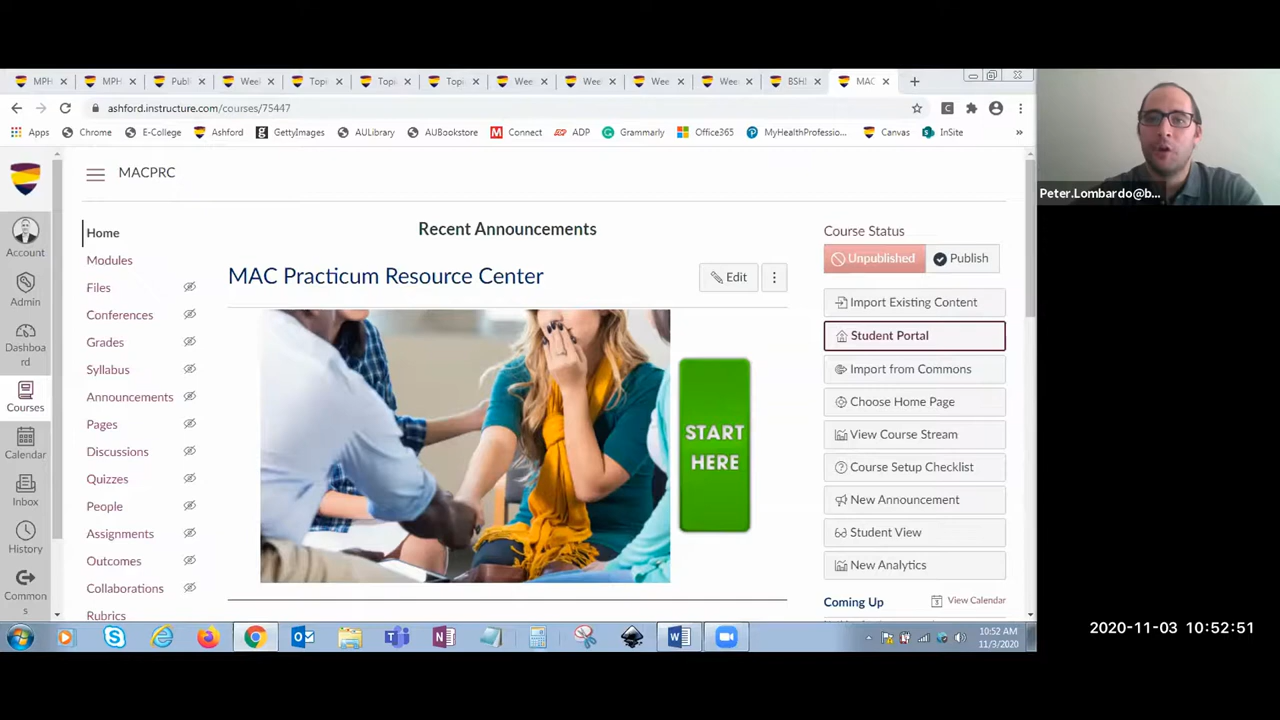 MPH
MPH
Publ
Weel
Topi
Topi
Topi
Wee
Wee
Wee
Wee
BSH!
MAC
ashford.instructure.com/courses/75447
Apps
Chrome
E-College
Ashford
GettyImages
AULibrary
AUBookstore
Connect
ADP
Grammarly
Office365
MyHealthProfessio...
Canvas
InSite
»
Peter.Lombardo@b...
MACPRC
Account
Admin
Dashboa
rd
Courses
Calendar
Inbox
History
Common
s
Home
Modules
Files
Conferences
Grades
Syllabus
Announcements
Pages
Discussions
Quizzes
People
Assignments
Outcomes
Collaborations
Rubrics
Recent Announcements
MAC Practicum Resource Center
Edit
START
HERE
Course Status
Unpublished
Publish
Import Existing Content
Student Portal
Import from Commons
Choose Home Page
View Course Stream
Course Setup Checklist
New Announcement
Student View
New Analytics
Coming Up
View Calendar
10:52 AM
11/3/2020
2020-11-03 10:52:51